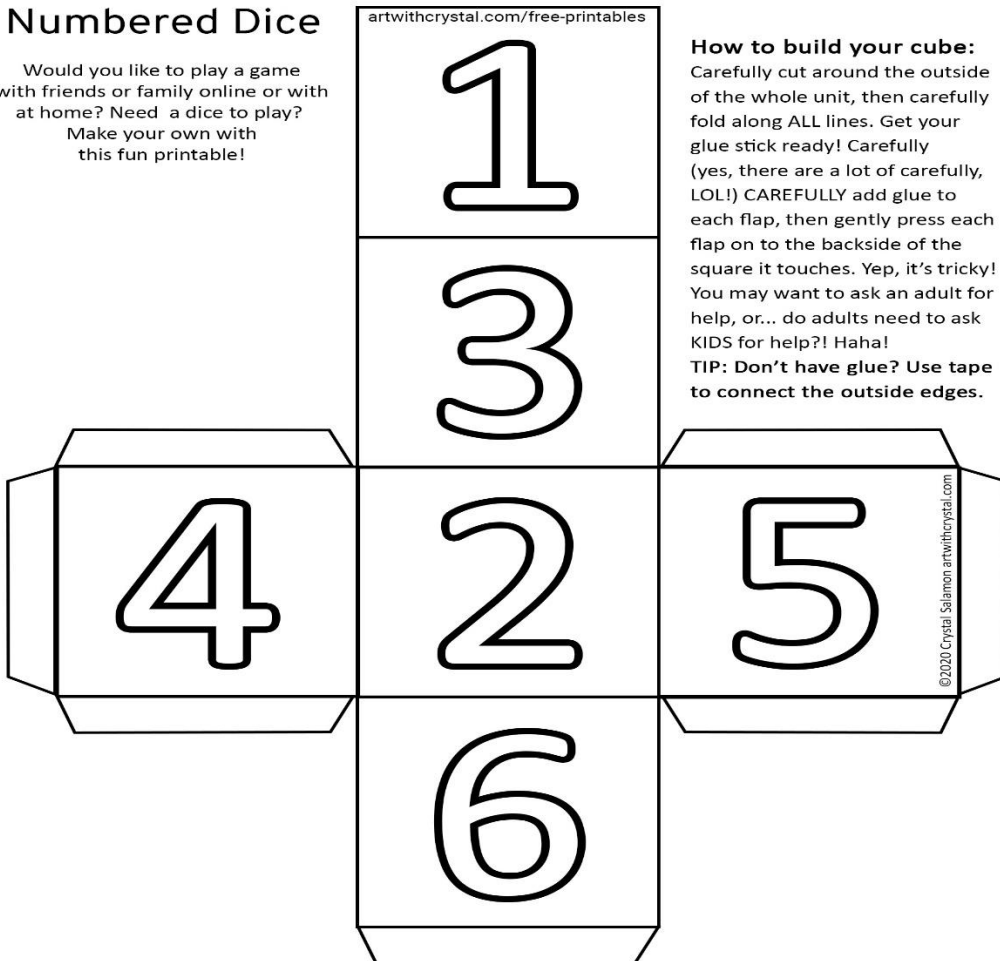 Numbered Dice
Would you like to play a game
with friends or family online or with
at home? Need a dice to play?
Make your own with
this fun printable!
artwithcrystal.com/free-printables
1
How to build your cube:
Carefully cut around the outside
of the whole unit, then carefully
fold along ALL lines. Get your
glue stick ready! Carefully
(yes, there are a lot of carefully,
LOL!) CAREFULLY add glue to
each flap, then gently press each
flap on to the backside of the
square it touches. Yep, it's tricky!
You may want to ask an adult for
help, or... do adults need to ask
KIDS for help?! Haha!
TIP: Don't have glue? Use tape
to connect the outside edges.
3
4
2
5
©2020 Crystal Salamon artwithcrystal.com
6